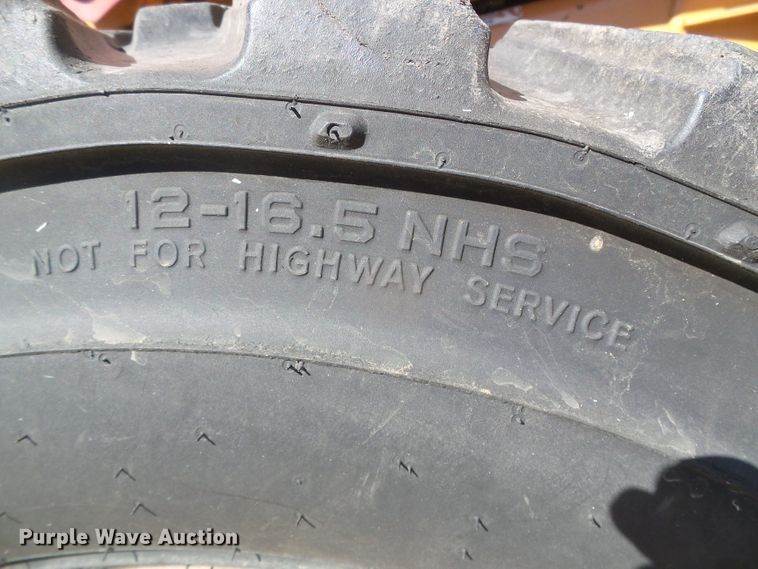 12-16.5 NHS
NOT FOR HIGHWAY SERVICE
Purple Wave Auction